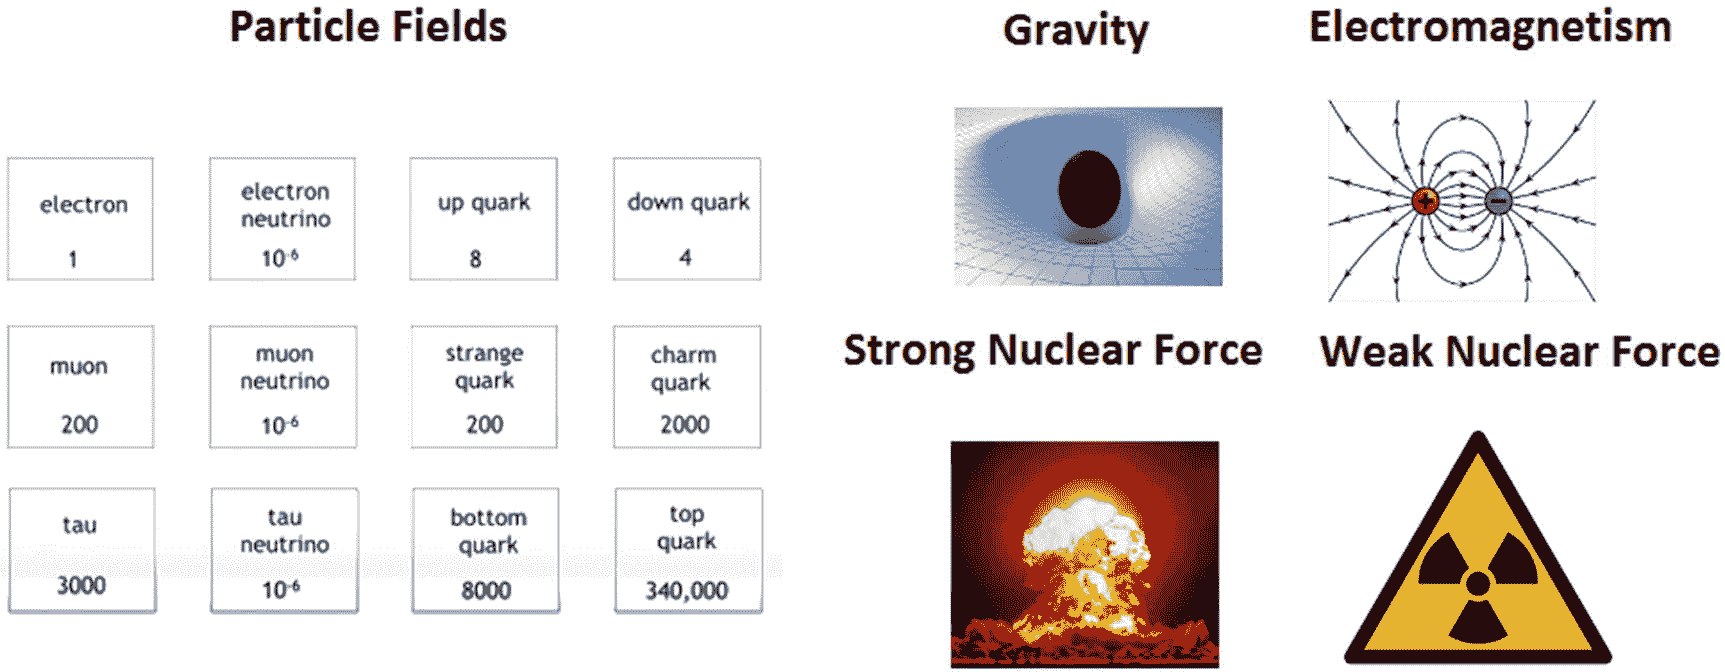 Particle Fields
Gravity
Electromagnetism
electron
1
electron
neutrino
10⁻⁶
up quark
8
down quark
4
+
−
muon
200
muon
neutrino
10⁻⁶
strange
quark
200
charm
quark
2000
Strong Nuclear Force
Weak Nuclear Force
tau
3000
tau
neutrino
10⁻⁶
bottom
quark
8000
top
quark
340,000